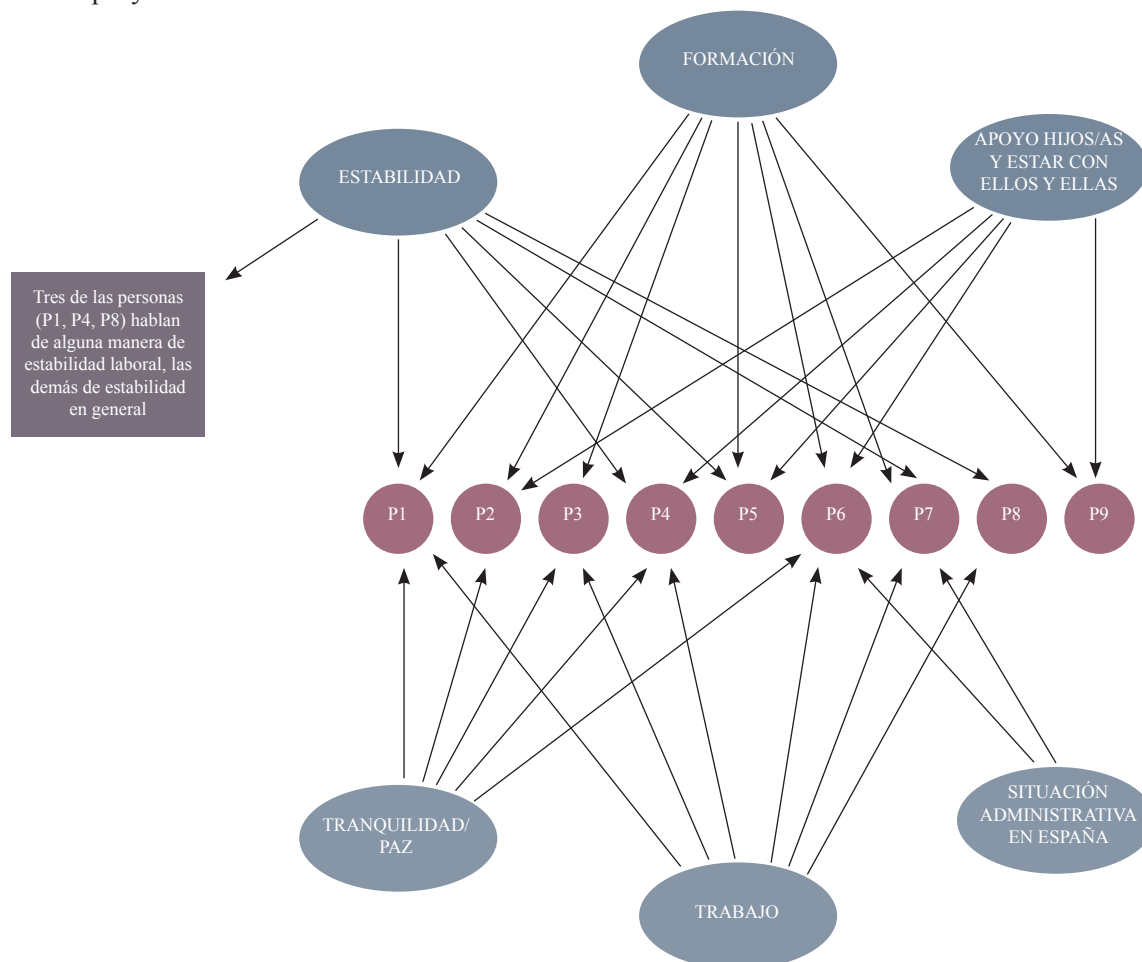 FORMACIÓN
ESTABILIDAD
APOYO HIJOS/AS
Y ESTAR CON
ELLOS Y ELLAS
Tres de las personas
(P1, P4, P8) hablan
de alguna manera de
estabilidad laboral, las
demás de estabilidad
en general
P1
P2
P3
P4
P5
P6
P7
P8
P9
TRANQUILIDAD/
PAZ
TRABAJO
SITUACIÓN
ADMINISTRATIVA
EN ESPAÑA